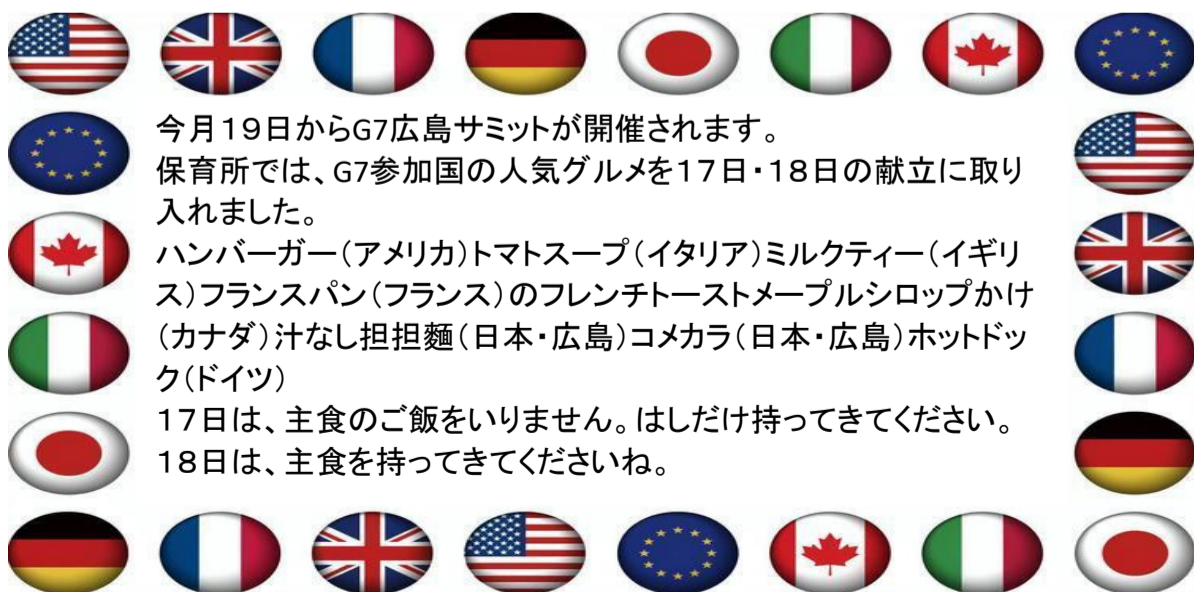 今月19日からG7広島サミットが開催されます。
保育所では、G7参加国の人気グルメを17日・18日の献立に取り
入れました。
ハンバーガー(アメリカ)トマトスープ(イタリア)ミルクティー(イギリ
ス)フランスパン(フランス)のフレンチトーストメープルシロップかけ
(カナダ)汁なし担担麵(日本・広島)コメカラ(日本・広島)ホットドッ
ク(ドイツ)
17日は、主食のご飯をいりません。はしだけ持ってきてください。
18日は、主食を持ってきてくださいね。